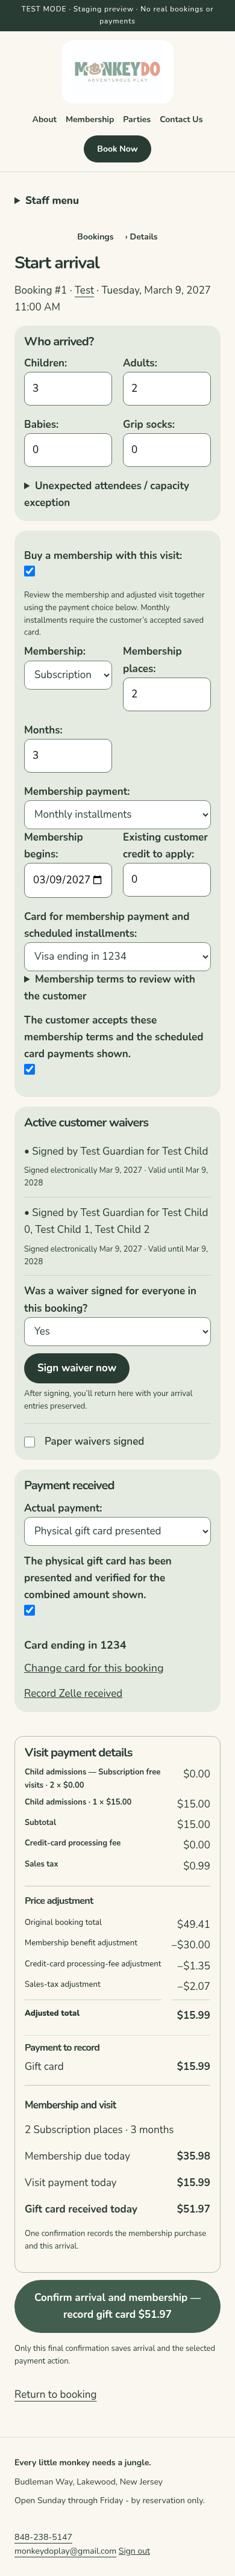 TEST MODE · Staging preview · No real bookings or
payments
MONKEYDO
ADVENTUROUS PLAY
About Membership Parties Contact Us
Book Now
▶ Staff menu
Bookings › Details
Start arrival
Booking #1 · Test · Tuesday, March 9, 2027
11:00 AM
Who arrived?
Children: Adults:
3 2
Babies: Grip socks:
0 0
▶ Unexpected attendees / capacity
exception
Buy a membership with this visit:
Review the membership and adjusted visit together
using the payment choice below. Monthly
installments require the customer's accepted saved
card.
Membership: Membership
places:
Subscription
2
Months:
3
Membership payment:
Monthly installments
Membership Existing customer
begins: credit to apply:
03/09/2027 0
Card for membership payment and
scheduled installments:
Visa ending in 1234
▶ Membership terms to review with
the customer
The customer accepts these
membership terms and the scheduled
card payments shown.
Active customer waivers
• Signed by Test Guardian for Test Child
Signed electronically Mar 9, 2027 · Valid until Mar 9,
2028
• Signed by Test Guardian for Test Child
0, Test Child 1, Test Child 2
Signed electronically Mar 9, 2027 · Valid until Mar 9,
2028
Was a waiver signed for everyone in
this booking?
Yes
Sign waiver now
After signing, you'll return here with your arrival
entries preserved.
Paper waivers signed
Payment received
Actual payment:
Physical gift card presented
The physical gift card has been
presented and verified for the
combined amount shown.
Card ending in 1234
Change card for this booking
Record Zelle received
Visit payment details
Child admissions — Subscription free $0.00
visits · 2 × $0.00
Child admissions · 1 × $15.00 $15.00
Subtotal $15.00
Credit-card processing fee $0.00
Sales tax $0.99
Price adjustment
Original booking total $49.41
Membership benefit adjustment –$30.00
Credit-card processing-fee adjustment –$1.35
Sales-tax adjustment –$2.07
Adjusted total $15.99
Payment to record
Gift card $15.99
Membership and visit
2 Subscription places · 3 months
Membership due today $35.98
Visit payment today $15.99
Gift card received today $51.97
One confirmation records the membership purchase
and this arrival.
Confirm arrival and membership —
record gift card $51.97
Only this final confirmation saves arrival and the selected
payment action.
Return to booking
Every little monkey needs a jungle.
Budleman Way, Lakewood, New Jersey
Open Sunday through Friday - by reservation only.
848-238-5147
monkeydoplay@gmail.com Sign out